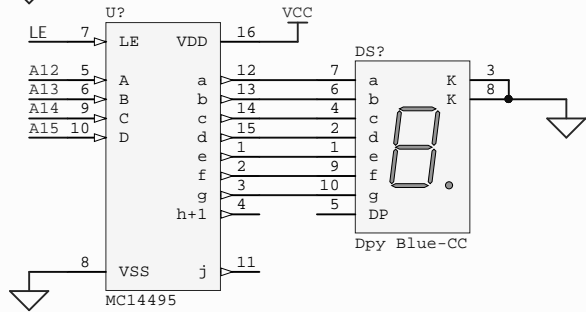 U?
VCC
LE 7 LE VDD 16
DS?
A12 5 A a 12 7 a K 3
A13 6 B b 13 6 b K 8
A14 9 C c 14 4 c
A15 10 D d 15 2 d
e 1 1 e
f 2 9 f
g 3 10 g
h+1 4 5 DP
Dpy Blue-CC
8 VSS j 11
MC14495